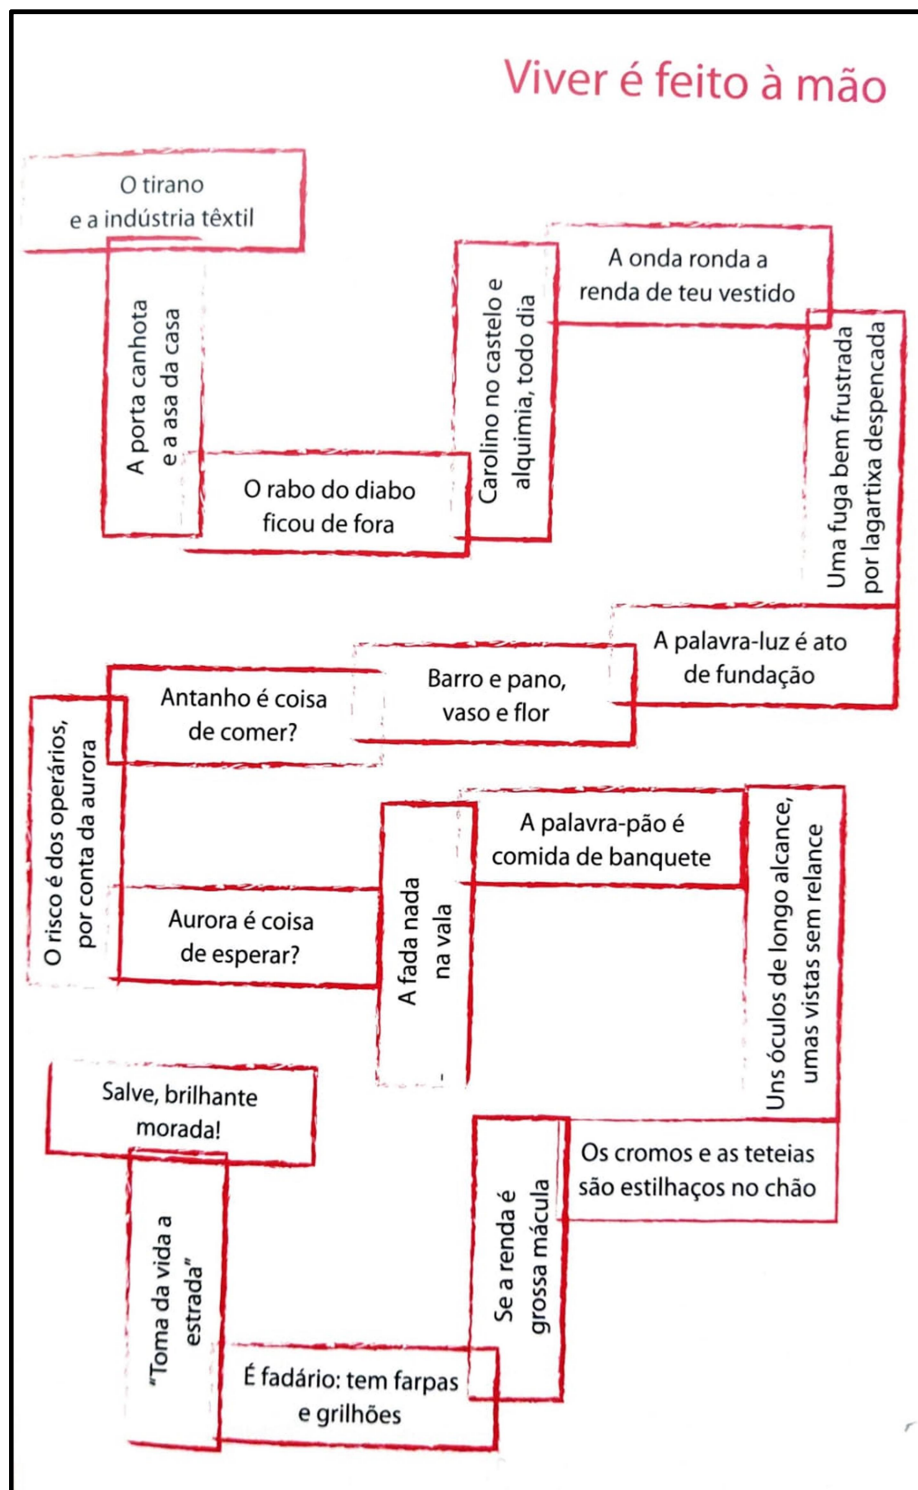 Viver é feito à mão
O tirano
e a indústria têxtil
A porta canhota
e a asa da casa
O rabo do diabo
ficou de fora
Carolino no castelo e
alquimia, todo dia
A onda ronda a
renda de teu vestido
Uma fuga bem frustrada
por lagartixa despencada
A palavra-luz é ato
de fundação
Barro e pano,
vaso e flor
Antanho é coisa
de comer?
O risco é dos operários,
por conta da aurora
Aurora é coisa
de esperar?
A fada nada
na vala
A palavra-pão é
comida de banquete
Uns óculos de longo alcance,
umas vistas sem relance
Os cromos e as teteias
são estilhaços no chão
Se a renda é
grossa mácula
É fadário: tem farpas
e grilhões
“Toma da vida a
estrada”
Salve, brilhante
morada!